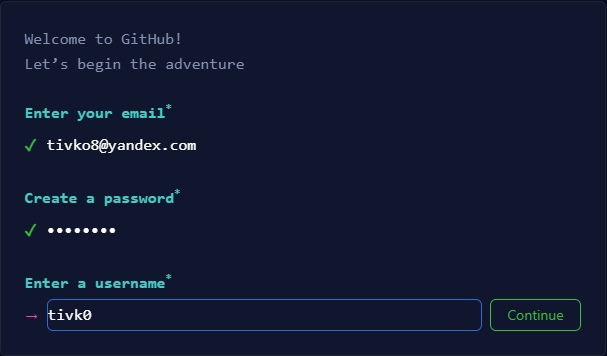 Welcome to GitHub!
Let’s begin the adventure
Enter your email*
✓ tivko8@yandex.com
Create a password*
✓ ••••••••
Enter a username*
→ tivk0 Continue